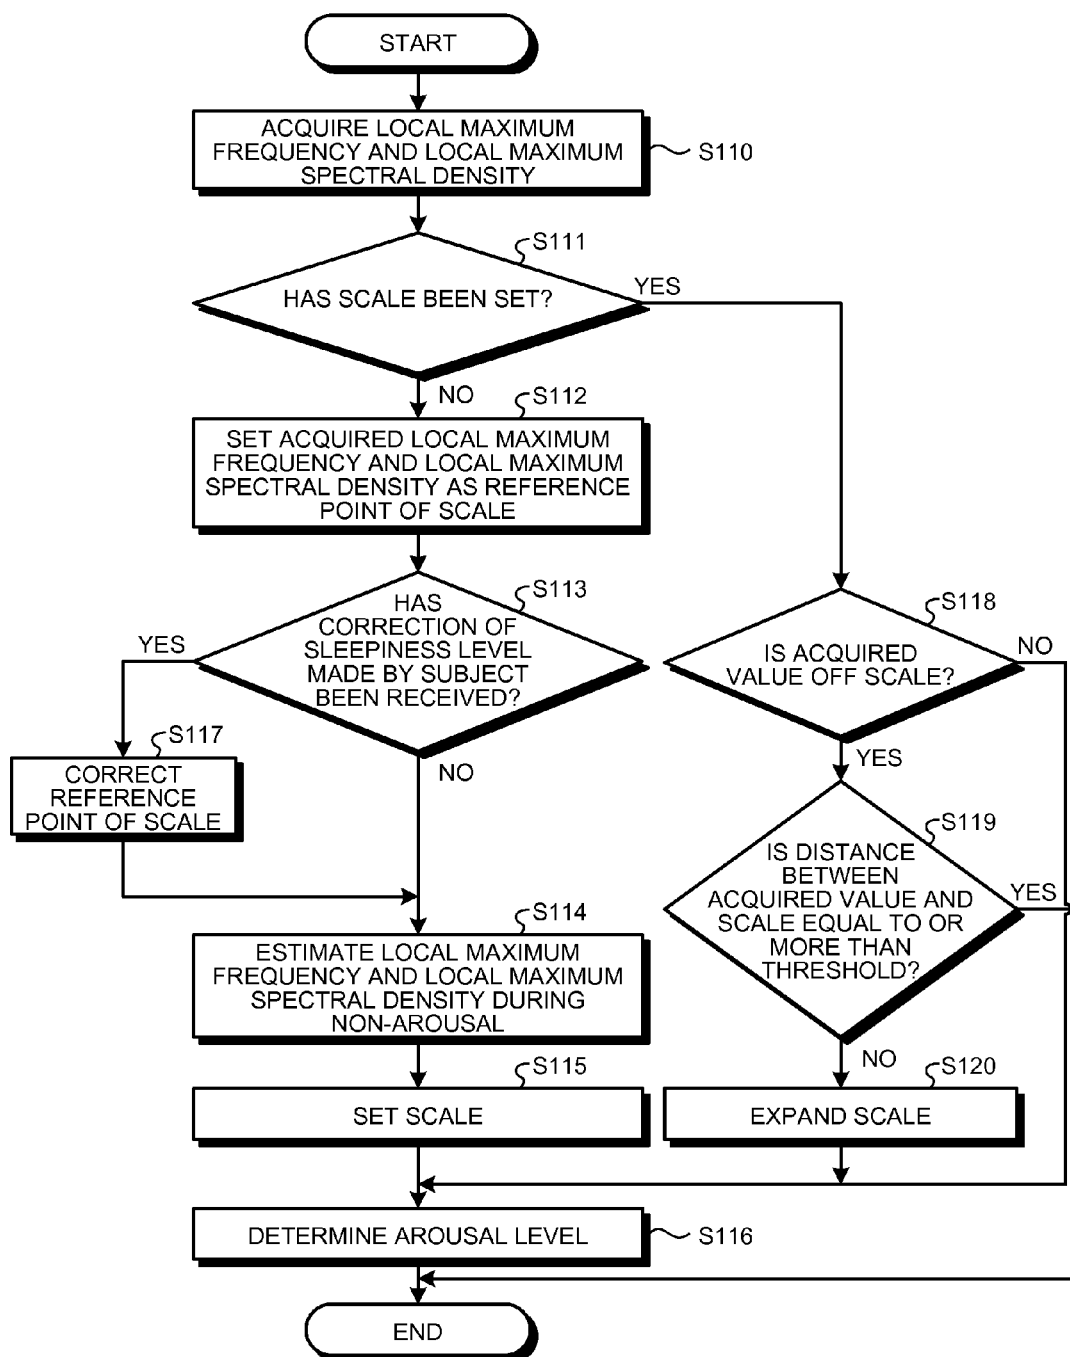 START
ACQUIRE LOCAL MAXIMUM
FREQUENCY AND LOCAL MAXIMUM
SPECTRAL DENSITY
S110
S111
HAS SCALE BEEN SET?
YES
NO
S112
SET ACQUIRED LOCAL MAXIMUM
FREQUENCY AND LOCAL MAXIMUM
SPECTRAL DENSITY AS REFERENCE
POINT OF SCALE
S113
HAS
CORRECTION OF
SLEEPINESS LEVEL
MADE BY SUBJECT
BEEN RECEIVED?
YES
NO
S117
CORRECT
REFERENCE
POINT OF SCALE
S114
ESTIMATE LOCAL MAXIMUM
FREQUENCY AND LOCAL MAXIMUM
SPECTRAL DENSITY DURING
NON-AROUSAL
S115
SET SCALE
S118
IS ACQUIRED
VALUE OFF SCALE?
NO
YES
S119
IS DISTANCE
BETWEEN
ACQUIRED VALUE AND
SCALE EQUAL TO OR
MORE THAN
THRESHOLD?
YES
NO
S120
EXPAND SCALE
DETERMINE AROUSAL LEVEL
S116
END